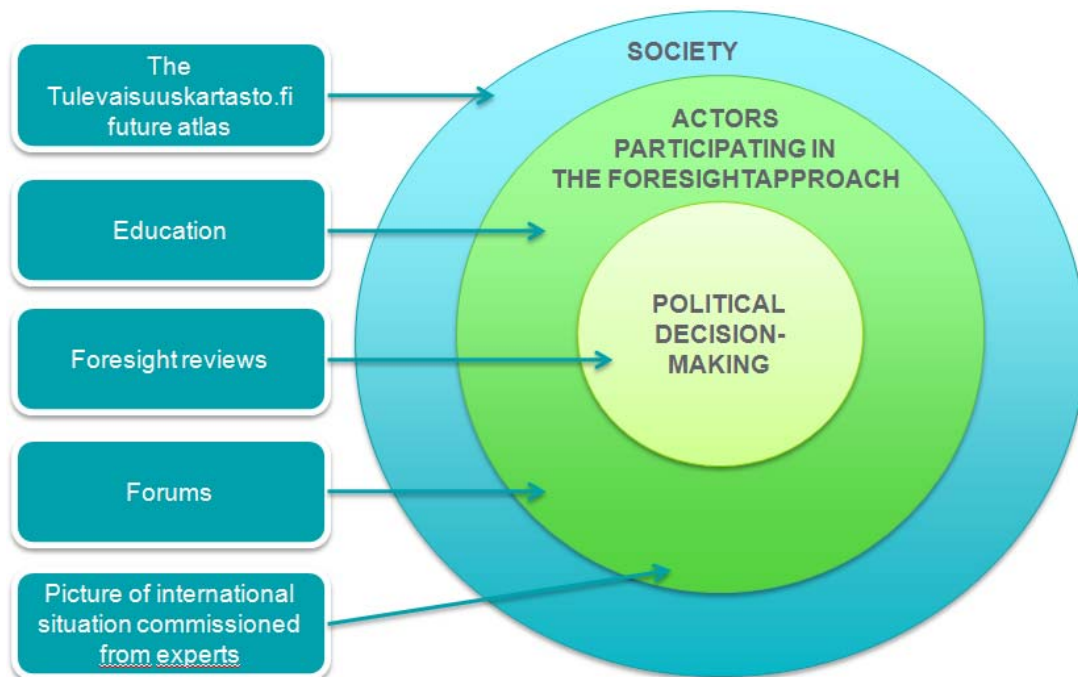 The
Tulevaisuuskartasto.fi
future atlas
Education
Foresight reviews
Forums
Picture of international
situation commissioned
from experts
SOCIETY
ACTORS
PARTICIPATING IN
THE FORESIGHTAPPROACH
POLITICAL
DECISION-
MAKING